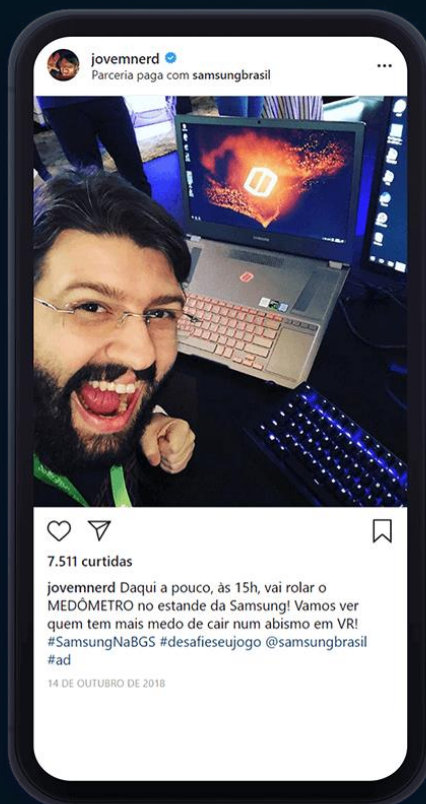 jovemnerd
Parceria paga com samsungbrasil
SAMSUNG
7.511 curtidas
jovemnerd Daqui a pouco, às 15h, vai rolar o
MEDÔMETRO no estande da Samsung! Vamos ver
quem tem mais medo de cair num abismo em VR!
#SamsungNaBGS #desafieseujogo @samsungbrasil
#ad
14 DE OUTUBRO DE 2018